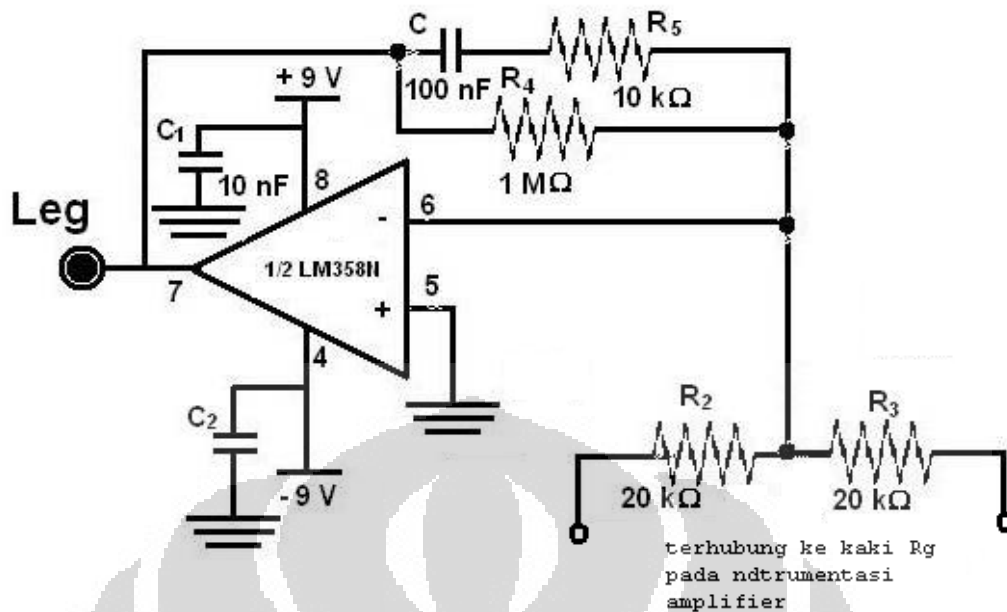 C
R5
+ 9 V
100 nF
R4
10 kΩ
C1
10 nF
8
1 MΩ
Leg
-
6
1/2 LM358N
7
5
+
4
C2
- 9 V
R2
R3
20 kΩ
20 kΩ
terhubung ke kaki Rg
pada ndtrumentasi
amplifier